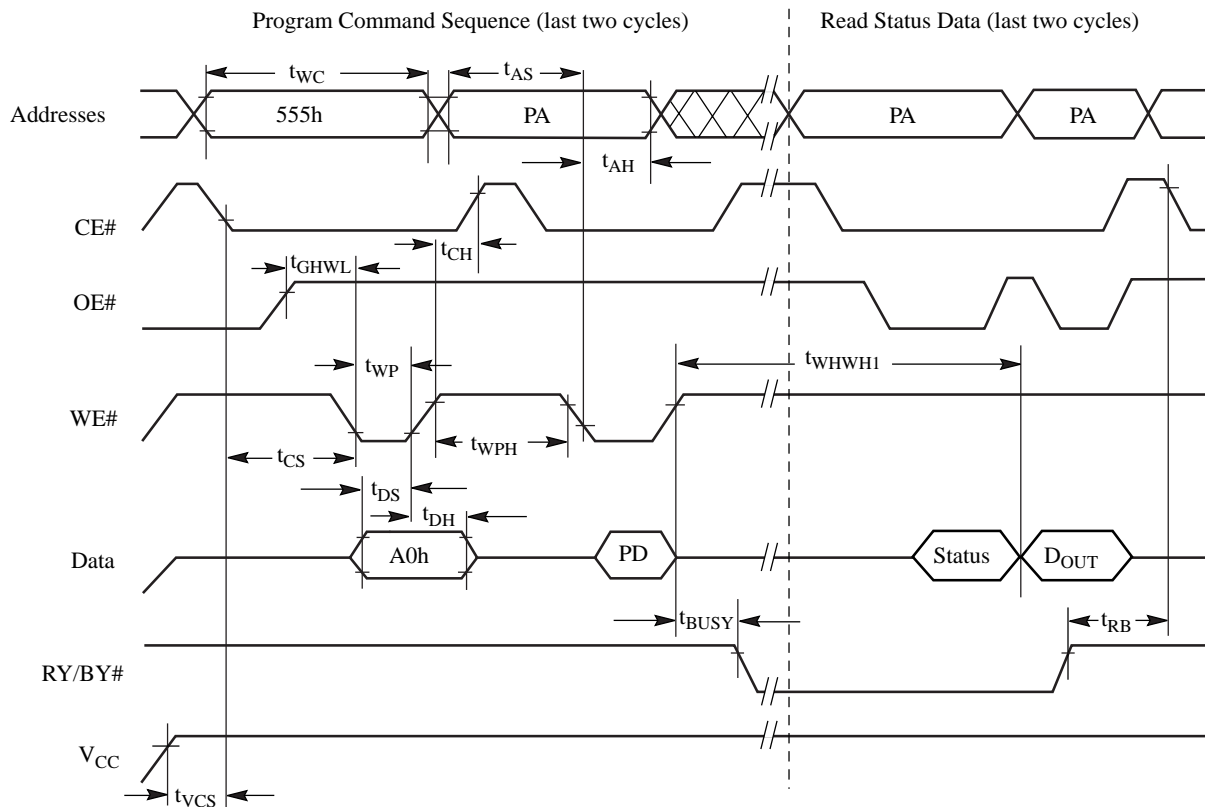 Program Command Sequence (last two cycles) Read Status Data (last two cycles)
tWC tAS
Addresses 555h PA PA PA
tAH
CE#
tCH
tGHWL
OE#
tWP tWHWH1
WE#
tCS tWPH
tDS
tDH
Data A0h PD Status DOUT
tBUSY tRB
RY/BY#
VCC
tVCS